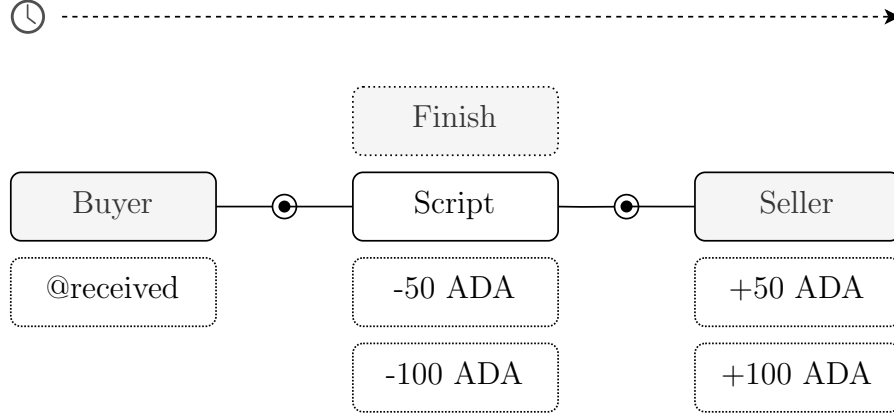 Finish
Buyer
Script
Seller
@received
-50 ADA
+50 ADA
-100 ADA
+100 ADA